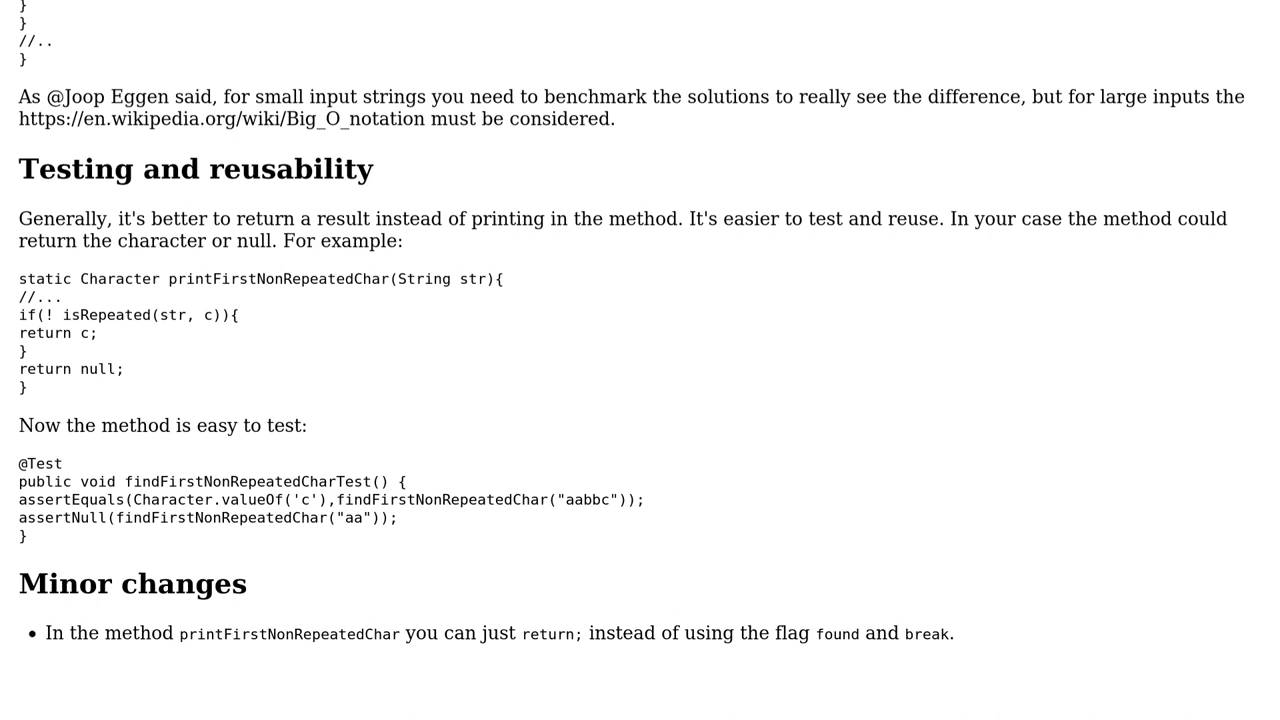 }
}
//..
}
As @Joop Eggen said, for small input strings you need to benchmark the solutions to really see the difference, but for large inputs the
https://en.wikipedia.org/wiki/Big_O_notation must be considered.
Testing and reusability
Generally, it's better to return a result instead of printing in the method. It's easier to test and reuse. In your case the method could
return the character or null. For example:
static Character printFirstNonRepeatedChar(String str){
//...
if(! isRepeated(str, c)){
return c;
}
return null;
}
Now the method is easy to test:
@Test
public void findFirstNonRepeatedCharTest() {
assertEquals(Character.valueOf('c'),findFirstNonRepeatedChar("aabbc"));
assertNull(findFirstNonRepeatedChar("aa"));
}
Minor changes
• In the method printFirstNonRepeatedChar you can just return; instead of using the flag found and break.